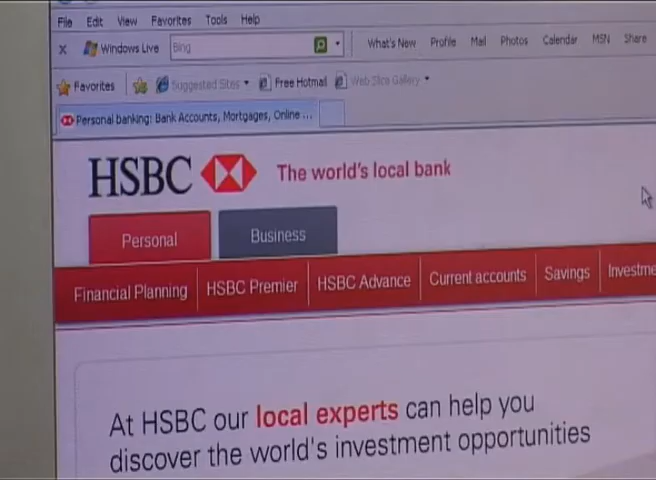 File Edit View Favorites Tools Help
X Windows Live Bing What's New Profile Mail Photos Calendar MSN Share
Favorites Suggested Sites Free Hotmail Web Slice Gallery
Personal banking: Bank Accounts, Mortgages, Online ...
HSBC The world's local bank
Personal Business
Financial Planning HSBC Premier HSBC Advance Current accounts Savings Investme
At HSBC our local experts can help you
discover the world's investment opportunities